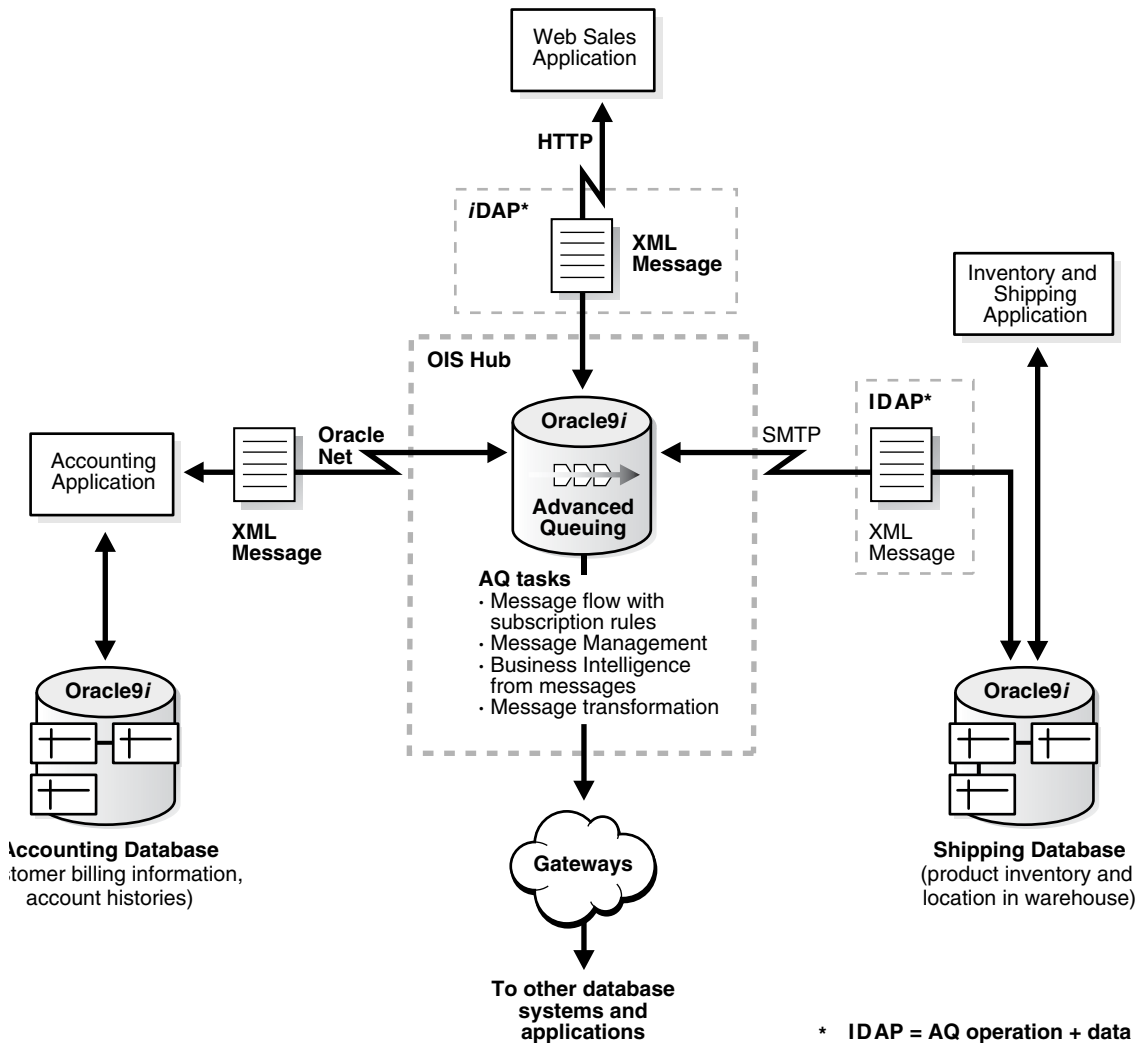 Web Sales
Application
HTTP
iDAP*
XML
Message
Inventory and
Shipping
Application
OIS Hub
IDAP*
Oracle9i
Advanced
Queuing
SMTP
XML
Message
Accounting
Application
Oracle
Net
XML
Message
AQ tasks
· Message flow with
subscription rules
· Message Management
· Business Intelligence
from messages
· Message transformation
Oracle9i
Accounting Database
stomer billing information,
account histories)
Oracle9i
Shipping Database
(product inventory and
location in warehouse)
Gateways
To other database
systems and
applications
* IDAP = AQ operation + data